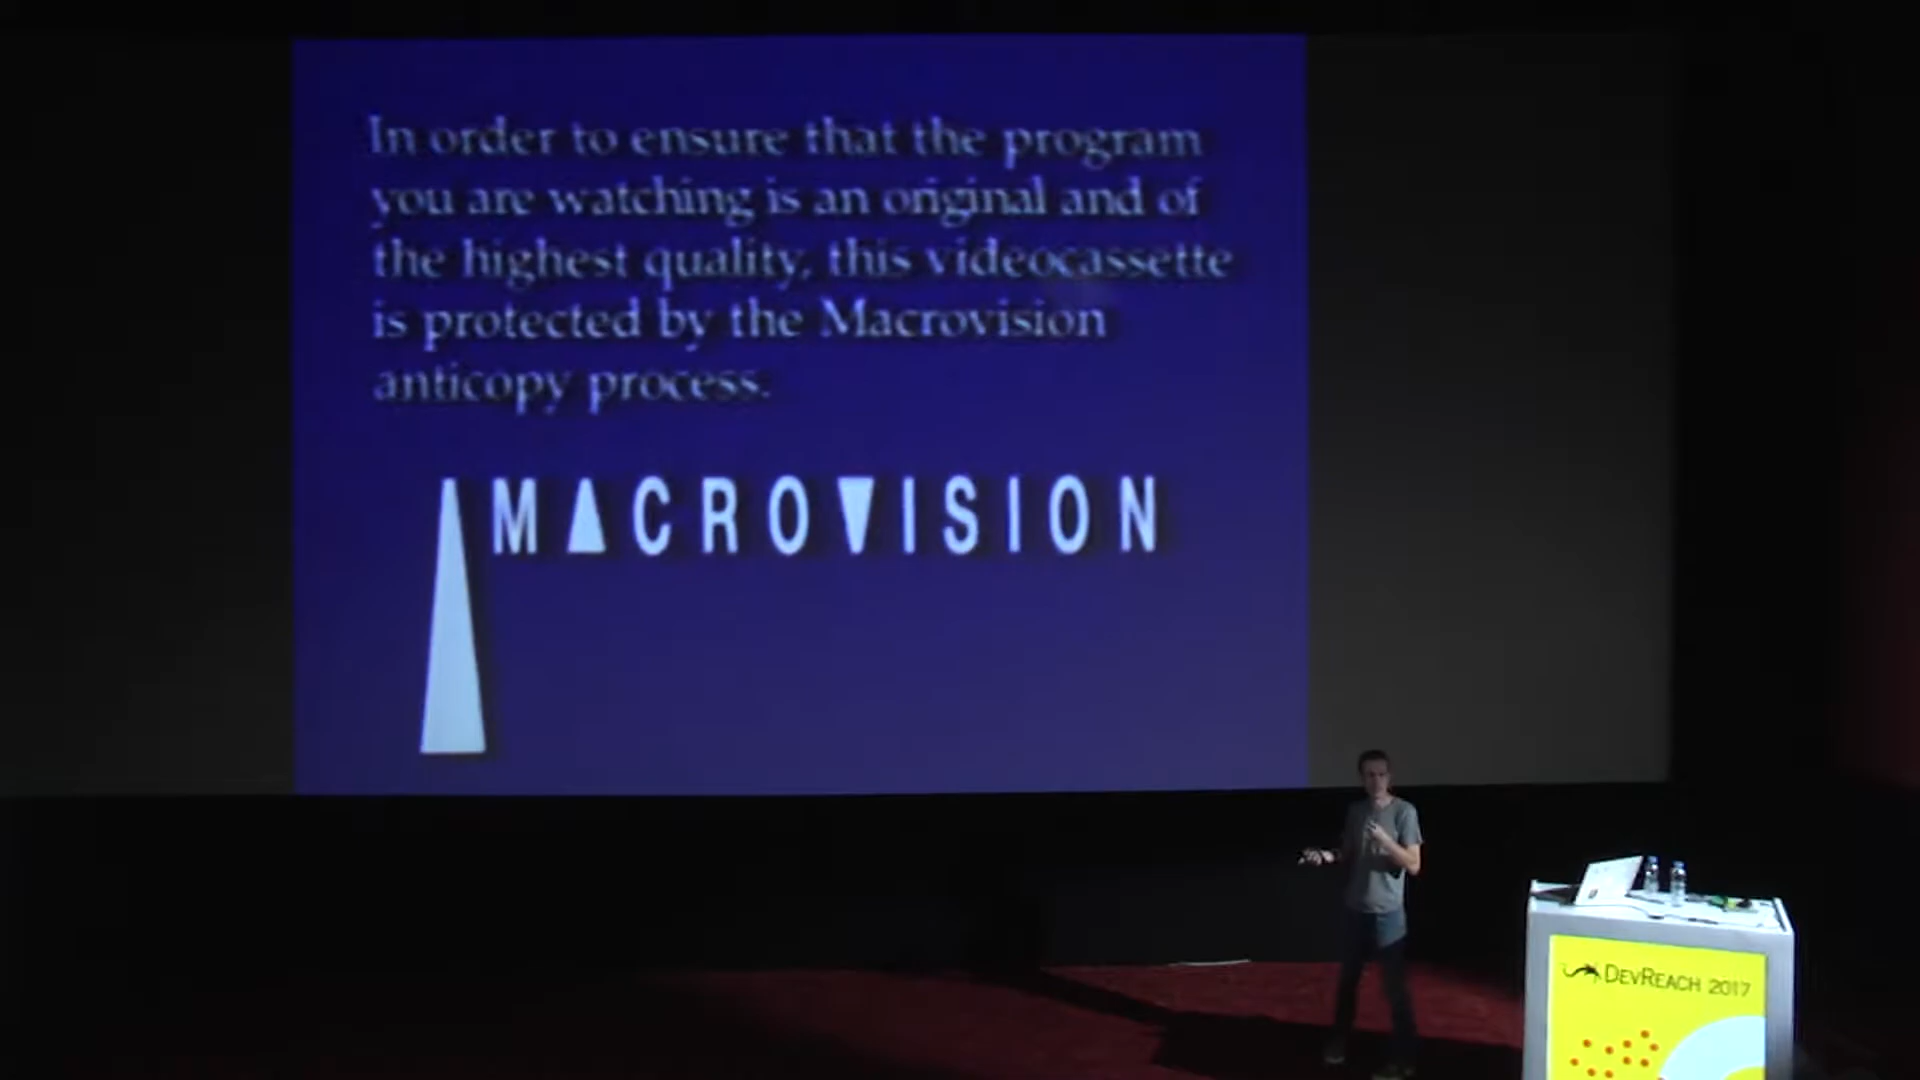 In order to ensure that the program
you are watching is an original and of
the highest quality, this videocassette
is protected by the Macrovision
anticopy process.
MACROVISION
DEVREACH 2017